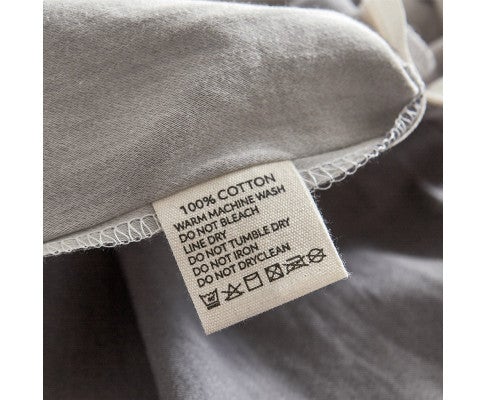 100% COTTON
WARM MACHINE WASH
DO NOT BLEACH
LINE DRY
DO NOT TUMBLE DRY
DO NOT IRON
DO NOT DRYCLEAN